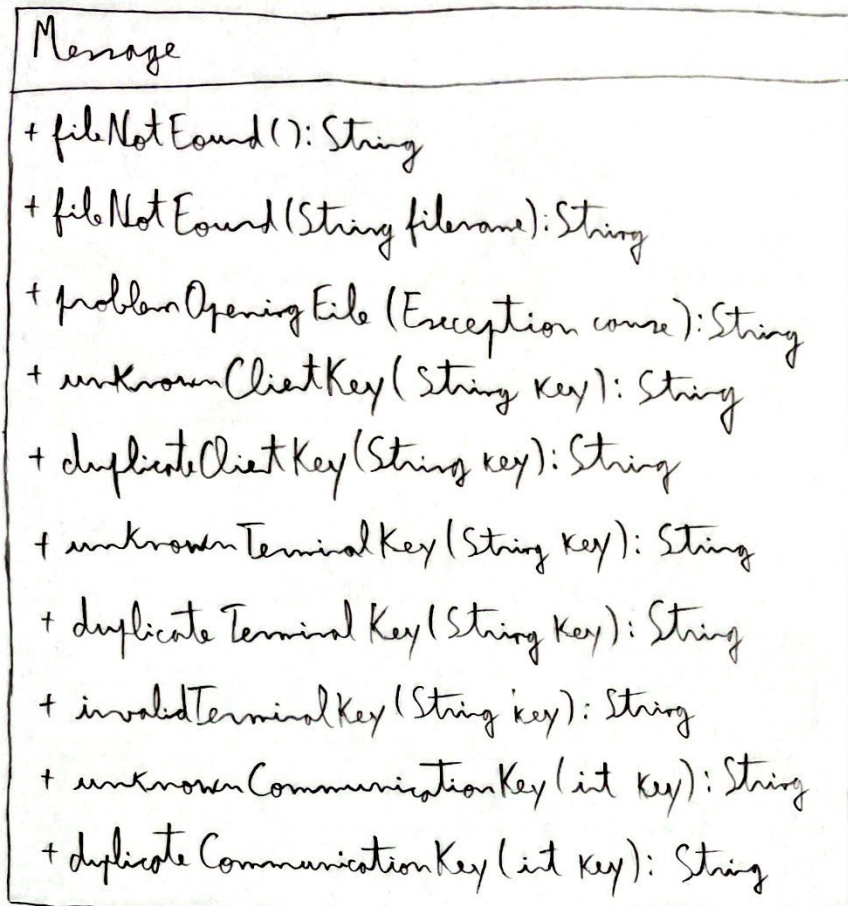 Message
+ fileNotFound(): String
+ fileNotFound(String filename): String
+ problemOpeningFile (Exception cause): String
+ unknownClientKey(String key): String
+ duplicateClientKey(String key): String
+ unknownTerminalKey(String key): String
+ duplicateTerminalKey(String key): String
+ invalidTerminalKey(String key): String
+ unknownCommunicationKey(int key): String
+ duplicateCommunicationKey(int key): String